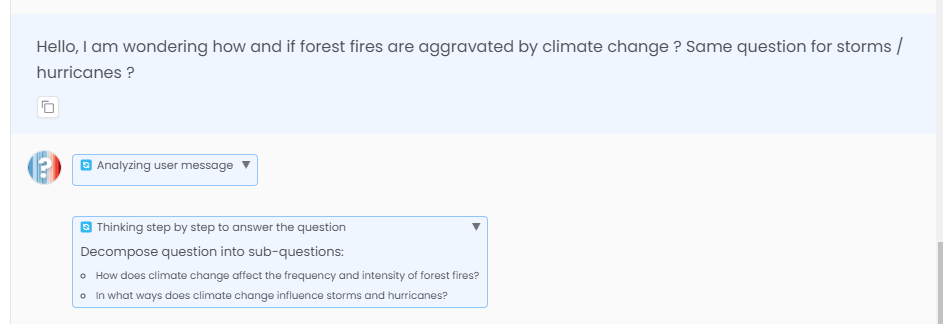 Hello, I am wondering how and if forest fires are aggravated by climate change ? Same question for storms /
hurricanes ?
?
Analyzing user message ▼
Thinking step by step to answer the question ▼
Decompose question into sub-questions:
How does climate change affect the frequency and intensity of forest fires?
In what ways does climate change influence storms and hurricanes?